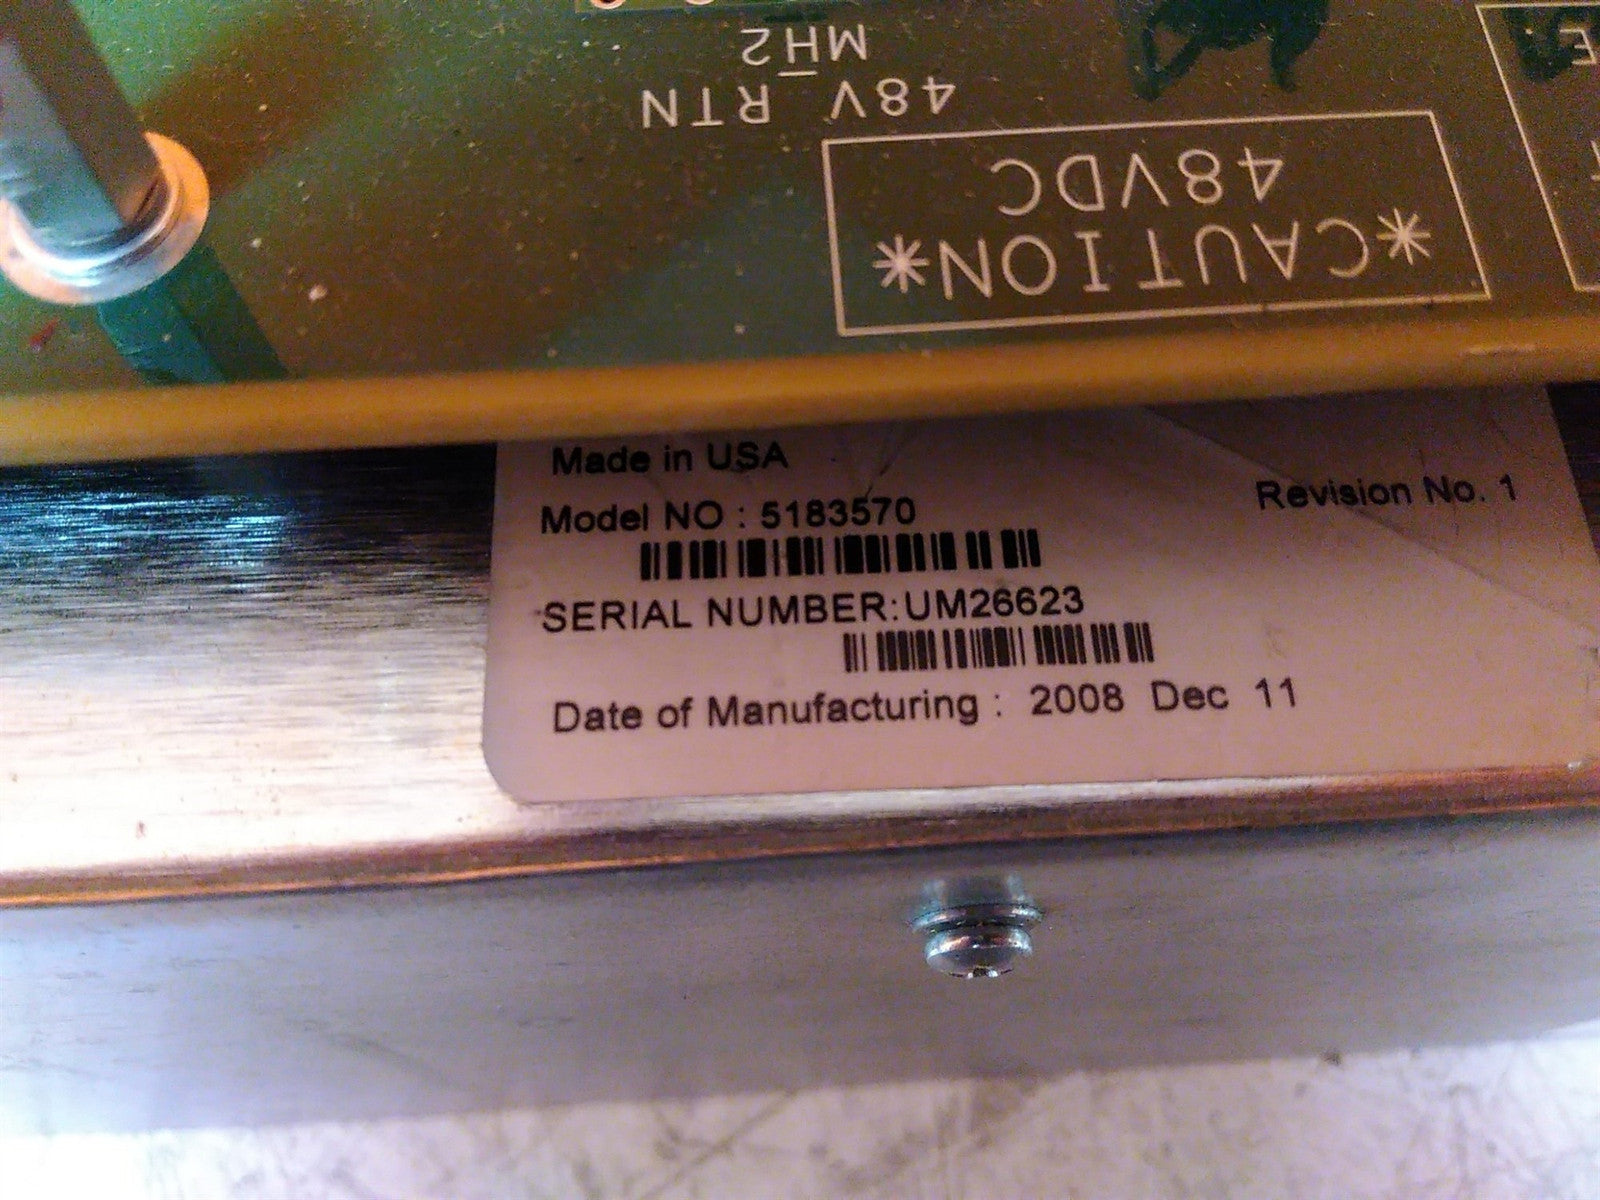 MH2
48V RTN
*CAUTION*
48VDC
Made in USA
Model NO : 5183570
Revision No. 1
SERIAL NUMBER:UM26623
Date of Manufacturing : 2008 Dec 11